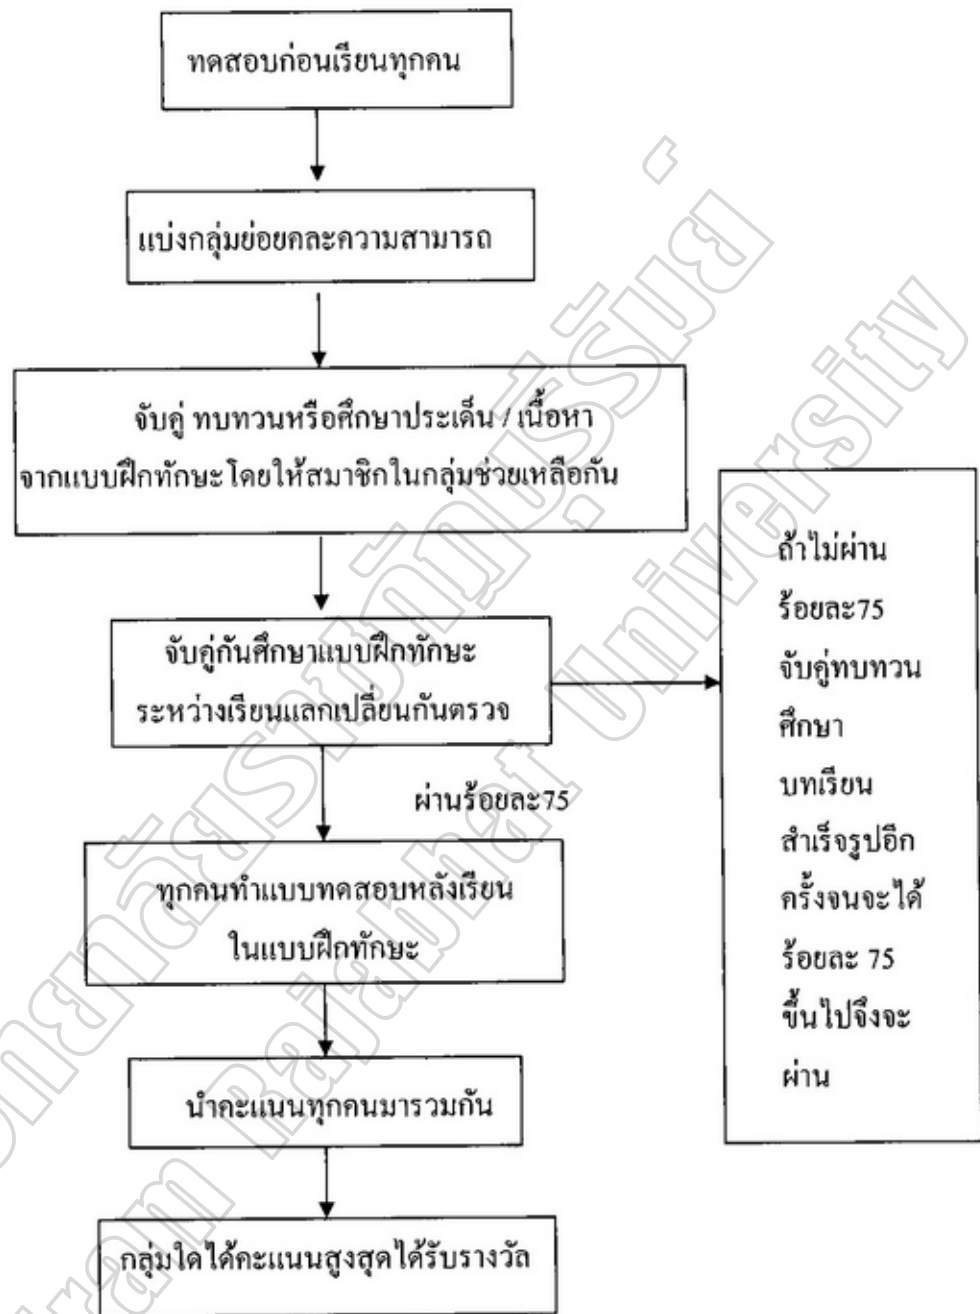 ทดสอบก่อนเรียนทุกคน
แบ่งกลุ่มย่อยคละความสามารถ
จับคู่ ทบทวนหรือศึกษาประเด็น / เนื้อหา
จากแบบฝึกทักษะ โดยให้สมาชิกในกลุ่มช่วยเหลือกัน
จับคู่กันศึกษาแบบฝึกทักษะ
ระหว่างเรียนแลกเปลี่ยนกันตรวจ
ถ้าไม่ผ่าน
ร้อยละ75
จับคู่ทบทวน
ศึกษา
บทเรียน
สำเร็จรูปอีก
ครั้งจนจะได้
ร้อยละ 75
ขึ้นไปจึงจะ
ผ่าน
ผ่านร้อยละ75
ทุกคนทำแบบทดสอบหลังเรียน
ในแบบฝึกทักษะ
นำคะแนนทุกคนมารวมกัน
กลุ่มใดได้คะแนนสูงสุดได้รับรางวัล
Rajabhat University